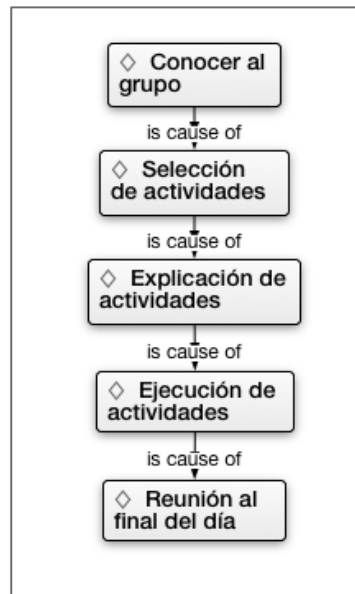 ◇ Conocer al
grupo
is cause of
◇ Selección
de actividades
is cause of
◇ Explicación de
actividades
is cause of
◇ Ejecución de
actividades
is cause of
◇ Reunión al
final del día